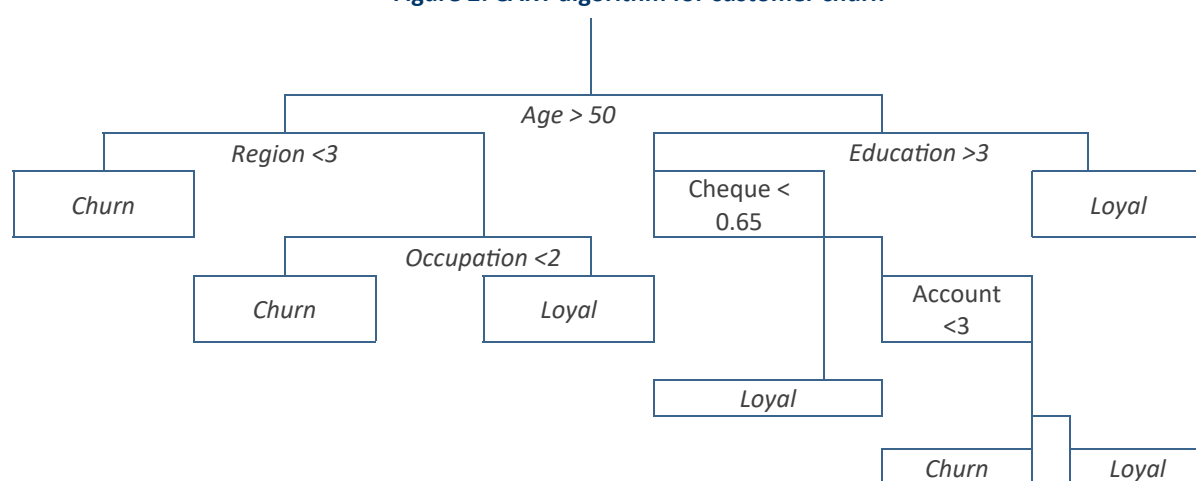 Age > 50
Region <3
Education >3
Churn
Cheque <
0.65
Loyal
Occupation <2
Churn
Loyal
Account
<3
Loyal
Churn
Loyal